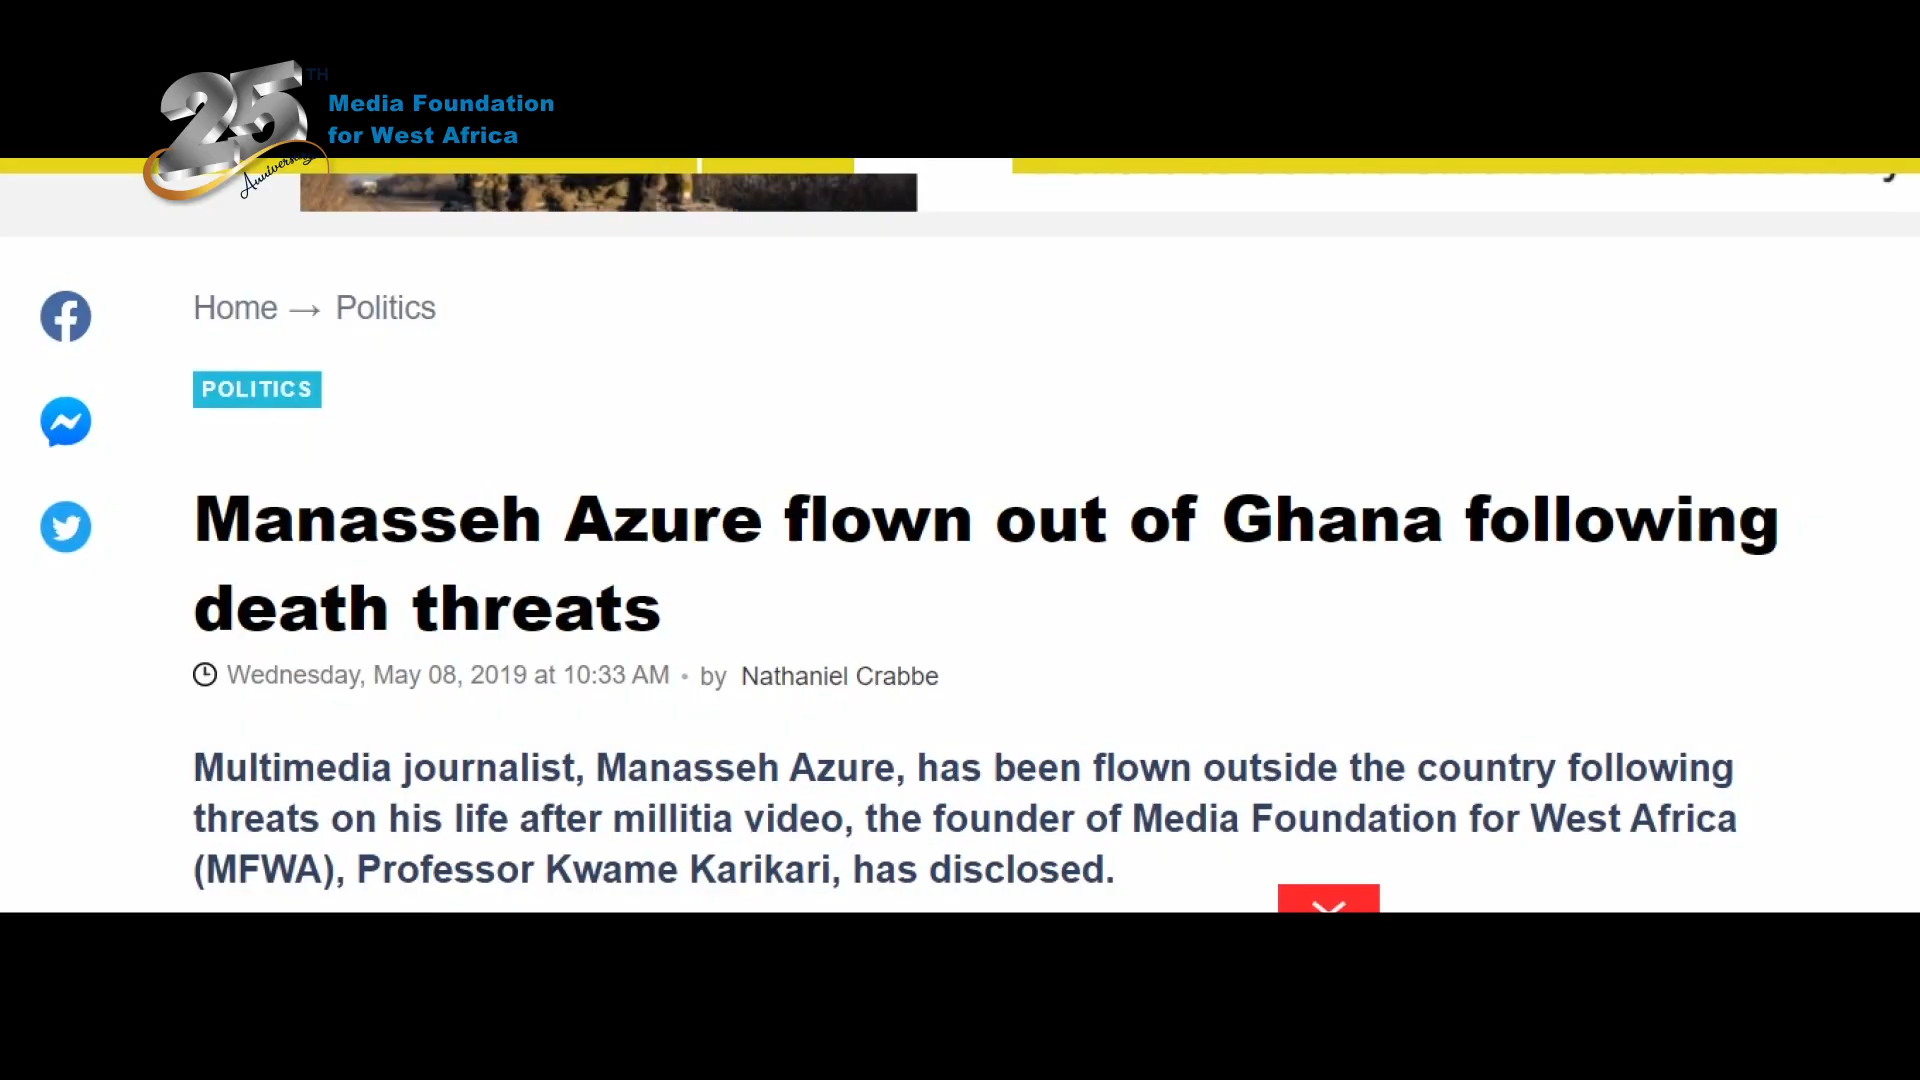 25TH
Anniversary
Media Foundation
for West Africa
Home → Politics
POLITICS
Manasseh Azure flown out of Ghana following
death threats
Wednesday, May 08, 2019 at 10:33 AM • by Nathaniel Crabbe
Multimedia journalist, Manasseh Azure, has been flown outside the country following
threats on his life after millitia video, the founder of Media Foundation for West Africa
(MFWA), Professor Kwame Karikari, has disclosed.